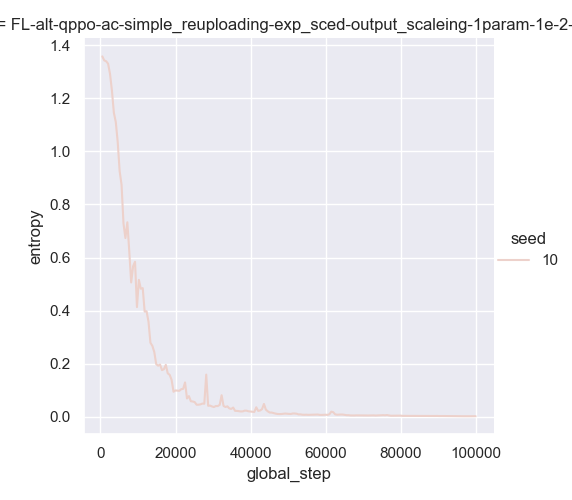 = FL-alt-qppo-ac-simple_reuploading-exp_sced-output_scaleing-1param-1e-2-
1.4
1.2
1.0
0.8
0.6
0.4
0.2
0.0
entropy
0 20000 40000 60000 80000 100000
global_step
seed
10